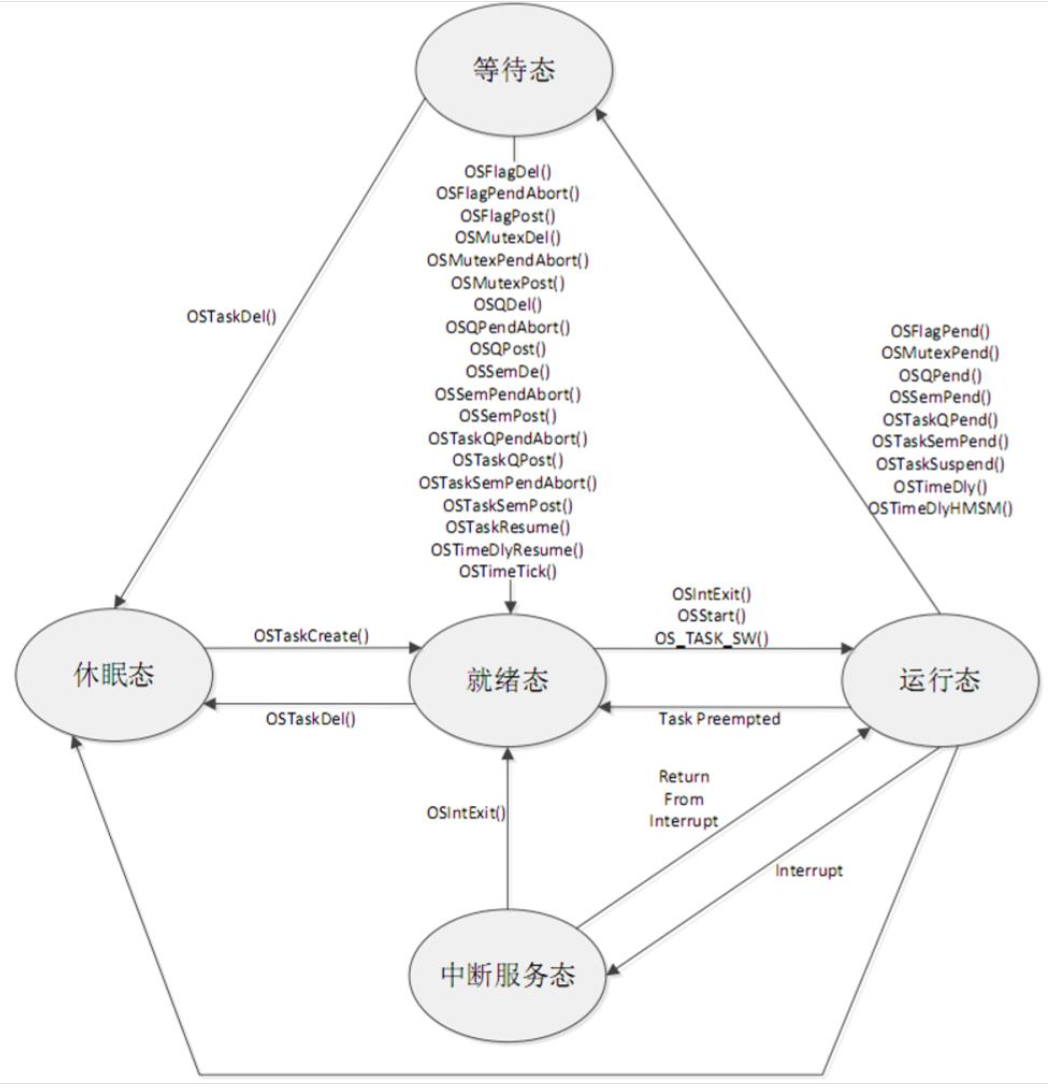 等待态
OSFlagDel()
OSFlagPendAbort()
OSFlagPost()
OSMutexDel()
OSMutexPendAbort()
OSMutexPost()
OSQDel()
OSQPendAbort()
OSQPost()
OSSemDe()
OSSemPendAbort()
OSSemPost()
OSTaskQPendAbort()
OSTaskQPost()
OSTaskSemPendAbort()
OSTaskSemPost()
OSTaskResume()
OSTimeDlyResume()
OSTimeTick()
OSTaskDel()
OSFlagPend()
OSMutexPend()
OSQPend()
OSSemPend()
OSTaskQPend()
OSTaskSemPend()
OSTaskSuspend()
OSTimeDly()
OSTimeDlyHMSM()
休眠态
OSTaskCreate()
OSTaskDel()
就绪态
OSIntExit()
OSStart()
OS_TASK_SW()
Task Preempted
运行态
OSIntExit()
Return
From
Interrupt
Interrupt
中断服务态